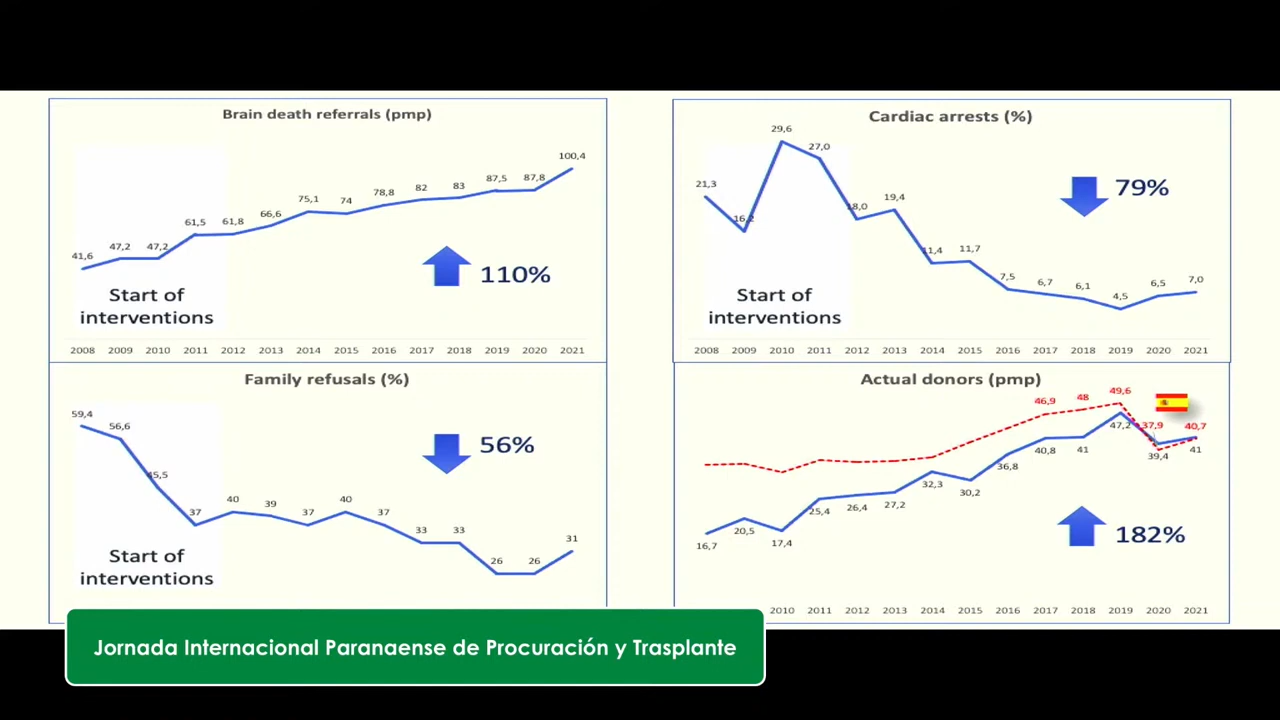 Brain death referrals (pmp)
41,6 47,2 47,2 61,5 61,8 66,6 75,1 74 78,8 82 83 87,5 87,8 100,4
110%
Start of
interventions
2008 2009 2010 2011 2012 2013 2014 2015 2016 2017 2018 2019 2020 2021
Cardiac arrests (%)
21,3 16,2 29,6 27,0 18,0 19,4 11,4 11,7 7,5 6,7 6,1 4,5 6,5 7,0
79%
Start of
interventions
2008 2009 2010 2011 2012 2013 2014 2015 2016 2017 2018 2019 2020 2021
Family refusals (%)
59,4 56,6 45,5 37 40 39 37 40 37 33 33 26 26 31
56%
Start of
interventions
Actual donors (pmp)
46,9 48 49,6 37,9 40,7
16,7 20,5 17,4 25,4 26,4 27,2 32,3 30,2 36,8 40,8 41 47,2 39,4 41
182%
2010 2011 2012 2013 2014 2015 2016 2017 2018 2019 2020 2021
Jornada Internacional Paranaense de Procuración y Trasplante